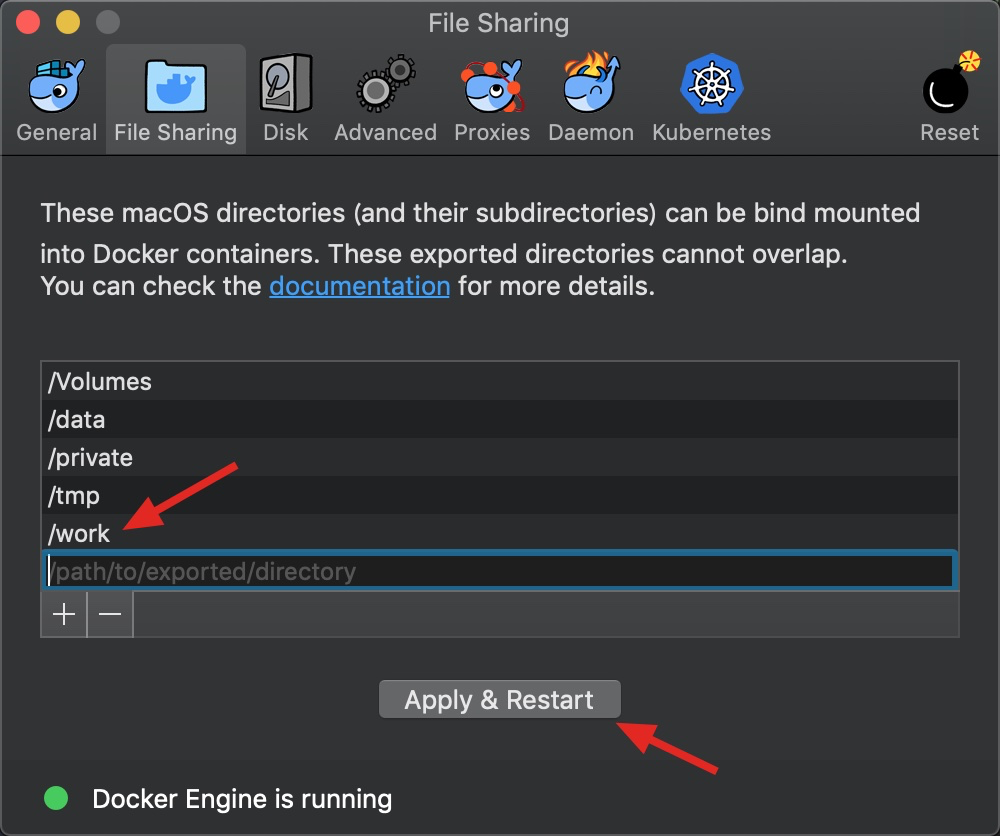 File Sharing
General File Sharing Disk Advanced Proxies Daemon Kubernetes Reset
These macOS directories (and their subdirectories) can be bind mounted
into Docker containers. These exported directories cannot overlap.
You can check the documentation for more details.
/Volumes
/data
/private
/tmp
/work
/path/to/exported/directory
Apply & Restart
Docker Engine is running